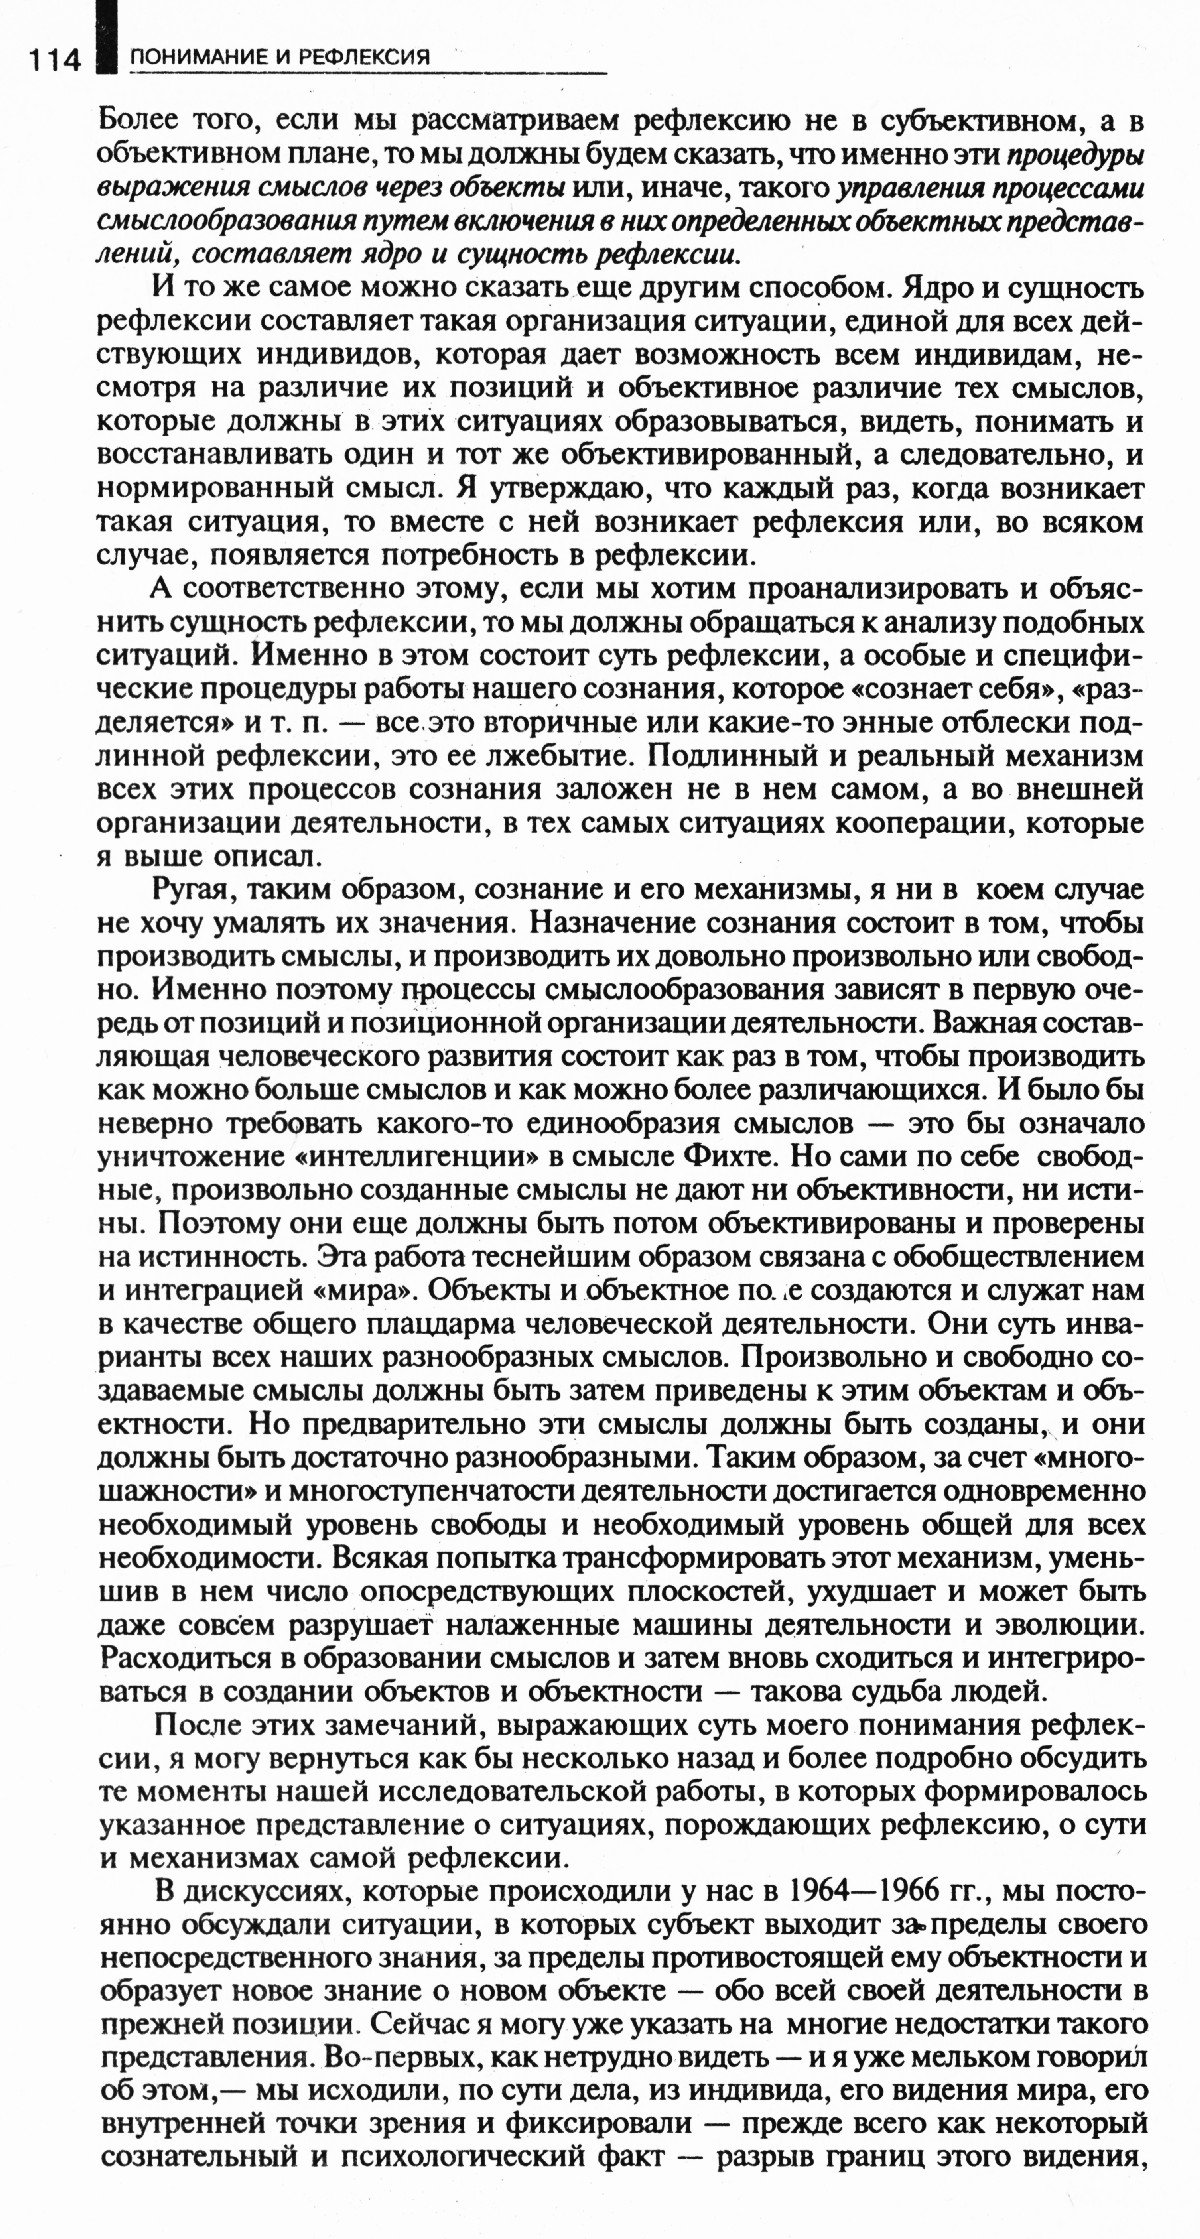 114
ПОНИМАНИЕ И РЕФЛЕКСИЯ
Более того, если мы рассматриваем рефлексию не в субъективном, а в
объективном плане, то мы должны будем сказать, что именно эти процедуры
выражения смыслов через объекты или, иначе, такого управления процессами
смыслообразования путем включения в них определенных объектных представ-
лений, составляет ядро и сущность рефлексии.
И то же самое можно сказать еще другим способом. Ядро и сущность
рефлексии составляет такая организация ситуации, единой для всех дей-
ствующих индивидов, которая дает возможность всем индивидам, не-
смотря на различие их позиций и объективное различие тех смыслов,
которые должны в этих ситуациях образовываться, видеть, понимать и
восстанавливать один и тот же объективированный, а следовательно, и
нормированный смысл. Я утверждаю, что каждый раз, когда возникает
такая ситуация, то вместе с ней возникает рефлексия или, во всяком
случае, появляется потребность в рефлексии.
А соответственно этому, если мы хотим проанализировать и объяс-
нить сущность рефлексии, то мы должны обращаться к анализу подобных
ситуаций. Именно в этом состоит суть рефлексии, а особые и специфи-
ческие процедуры работы нашего сознания, которое «сознает себя», «раз-
деляется» и т. п. — все это вторичные или какие-то энные отблески под-
линной рефлексии, это ее лжебытие. Подлинный и реальный механизм
всех этих процессов сознания заложен не в нем самом, а во внешней
организации деятельности, в тех самых ситуациях кооперации, которые
я выше описал.
Ругая, таким образом, сознание и его механизмы, я ни в коем случае
не хочу умалять их значения. Назначение сознания состоит в том, чтобы
производить смыслы, и производить их довольно произвольно или свобод-
но. Именно поэтому процессы смыслообразования зависят в первую оче-
редь от позиций и позиционной организации деятельности. Важная состав-
ляющая человеческого развития состоит как раз в том, чтобы производить
как можно больше смыслов и как можно более различающихся. И было бы
неверно требовать какого-то единообразия смыслов — это бы означало
уничтожение «интеллигенции» в смысле Фихте. Но сами по себе свобод-
ные, произвольно созданные смыслы не дают ни объективности, ни исти-
ны. Поэтому они еще должны быть потом объективированы и проверены
на истинность. Эта работа теснейшим образом связана с обобществлением
и интеграцией «мира». Объекты и объектное по. .е создаются и служат нам
в качестве общего плацдарма человеческой деятельности. Они суть инва-
рианты всех наших разнообразных смыслов. Произвольно и свободно со-
здаваемые смыслы должны быть затем приведены к этим объектам и объ-
ектности. Но предварительно эти смыслы должны быть созданы, и они
должны быть достаточно разнообразными. Таким образом, за счет «много-
шажности» и многоступенчатости деятельности достигается одновременно
необходимый уровень свободы и необходимый уровень общей для всех
необходимости. Всякая попытка трансформировать этот механизм, умень-
шив в нем число опосредствующих плоскостей, ухудшает и может быть
даже совсем разрушает налаженные машины деятельности и эволюции.
Расходиться в образовании смыслов и затем вновь сходиться и интегриро-
ваться в создании объектов и объектности — такова судьба людей.
После этих замечаний, выражающих суть моего понимания рефлек-
сии, я могу вернуться как бы несколько назад и более подробно обсудить
те моменты нашей исследовательской работы, в которых формировалось
указанное представление о ситуациях, порождающих рефлексию, о сути
и механизмах самой рефлексии.
В дискуссиях, которые происходили у нас в 1964—1966 гг., мы посто-
янно обсуждали ситуации, в которых субъект выходит за пределы своего
непосредственного знания, за пределы противостоящей ему объектности и
образует новое знание о новом объекте — обо всей своей деятельности в
прежней позиции. Сейчас я могу уже указать на многие недостатки такого
представления. Во-первых, как нетрудно видеть — и я уже мельком говорил
об этом,— мы исходили, по сути дела, из индивида, его видения мира, его
внутренней точки зрения и фиксировали — прежде всего как некоторый
сознательный и психологический факт — разрыв границ этого видения,